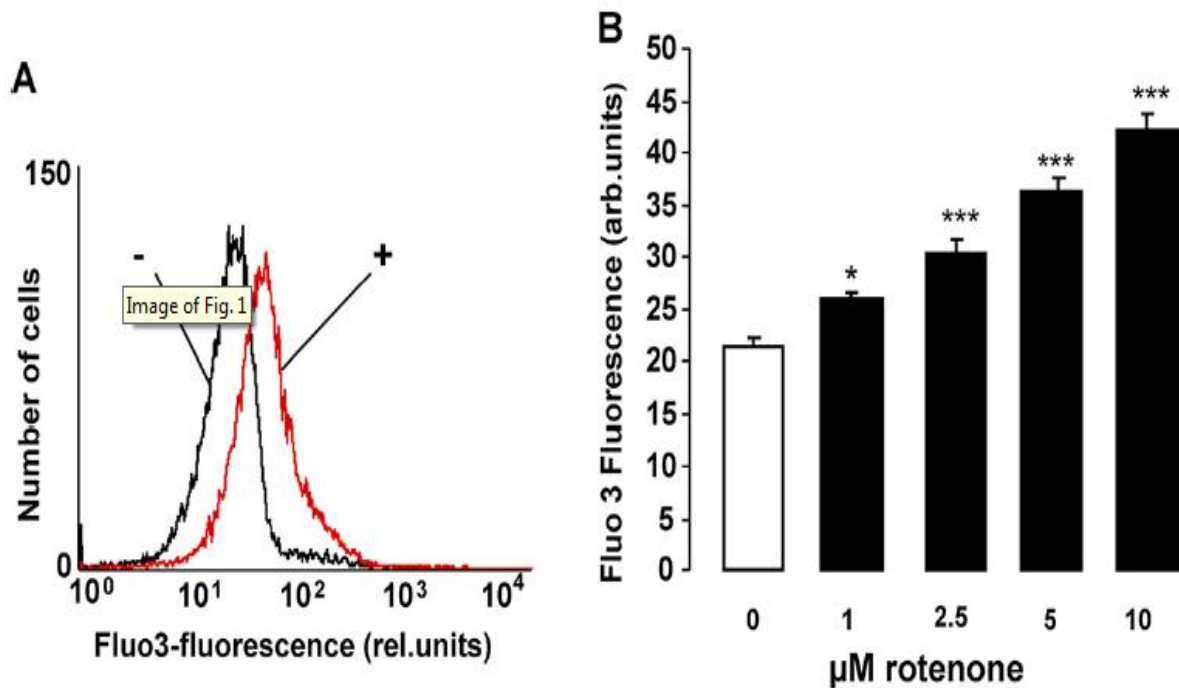 A
150
Number of cells
0
-
+
Image of Fig. 1
10⁰ 10¹ 10² 10³ 10⁴
Fluo3-fluorescence (rel.units)
B
Fluo 3 Fluorescence (arb.units)
50
45
40
35
30
25
20
15
10
5
0
*
***
***
***
0 1 2.5 5 10
µM rotenone